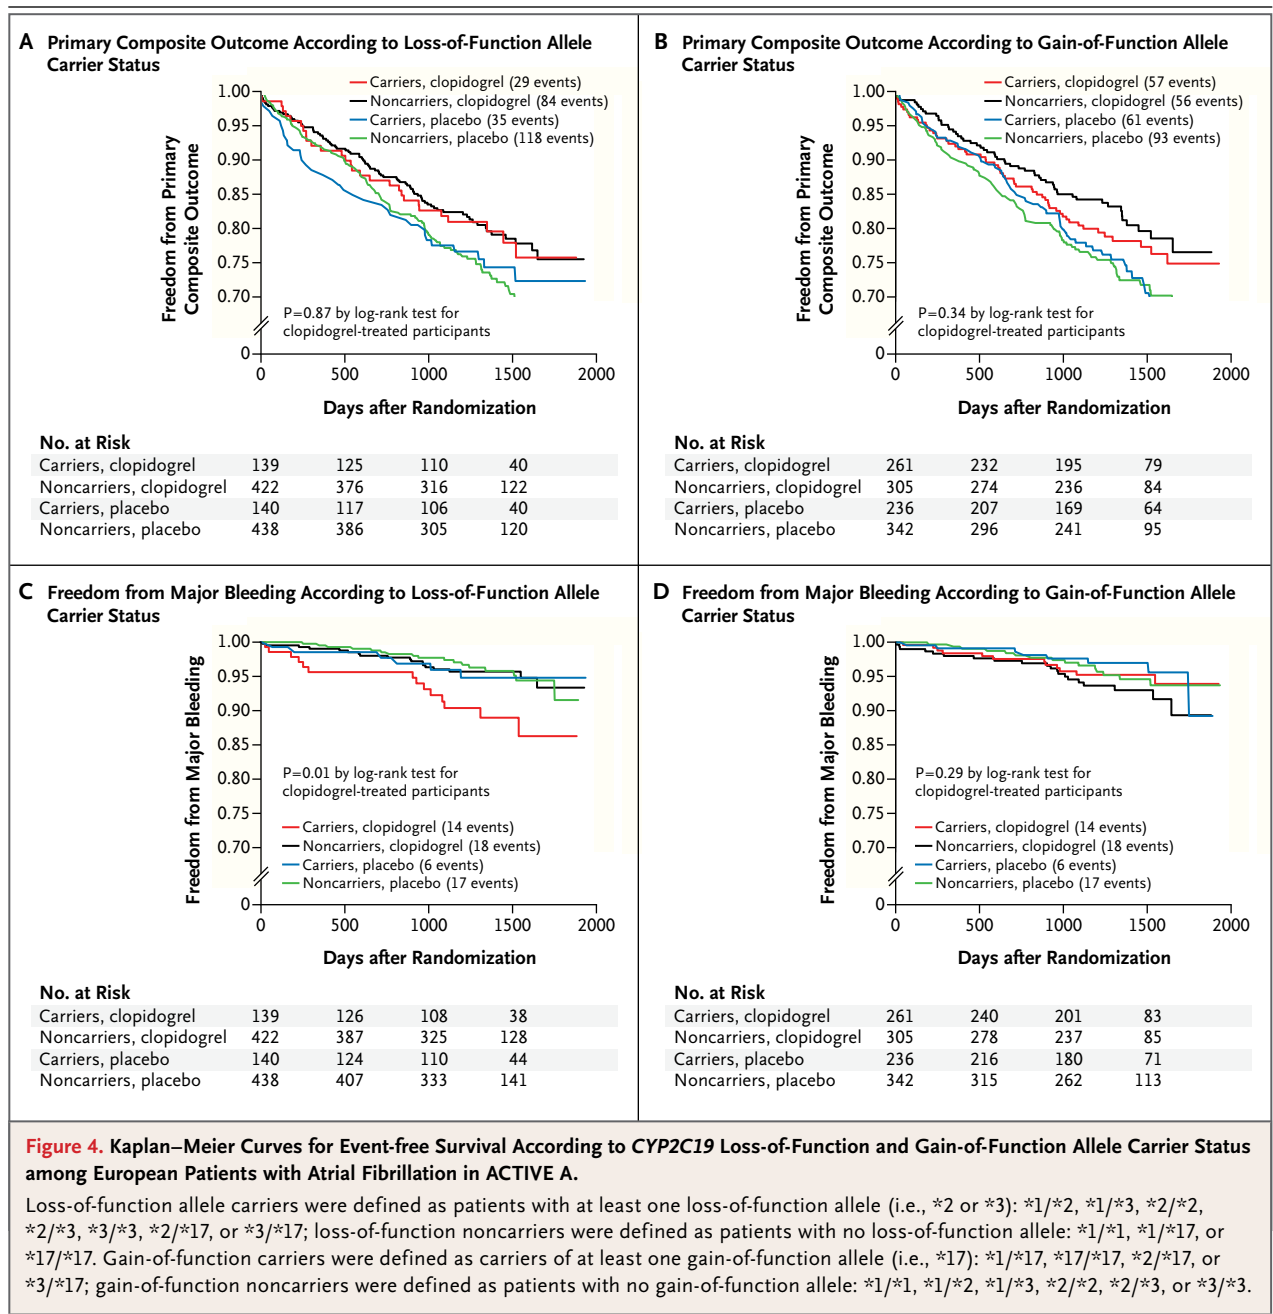 A Primary Composite Outcome According to Loss-of-Function Allele
Carrier Status
Carriers, clopidogrel (29 events)
Noncarriers, clopidogrel (84 events)
Carriers, placebo (35 events)
Noncarriers, placebo (118 events)
Freedom from Primary
Composite Outcome
1.00
0.95
0.90
0.85
0.80
0.75
0.70
0
P=0.87 by log-rank test for
clopidogrel-treated participants
0 500 1000 1500 2000
Days after Randomization
No. at Risk
Carriers, clopidogrel 139 125 110 40
Noncarriers, clopidogrel 422 376 316 122
Carriers, placebo 140 117 106 40
Noncarriers, placebo 438 386 305 120
B Primary Composite Outcome According to Gain-of-Function Allele
Carrier Status
Carriers, clopidogrel (57 events)
Noncarriers, clopidogrel (56 events)
Carriers, placebo (61 events)
Noncarriers, placebo (93 events)
Freedom from Primary
Composite Outcome
1.00
0.95
0.90
0.85
0.80
0.75
0.70
0
P=0.34 by log-rank test for
clopidogrel-treated participants
0 500 1000 1500 2000
Days after Randomization
No. at Risk
Carriers, clopidogrel 261 232 195 79
Noncarriers, clopidogrel 305 274 236 84
Carriers, placebo 236 207 169 64
Noncarriers, placebo 342 296 241 95
C Freedom from Major Bleeding According to Loss-of-Function Allele
Carrier Status
Freedom from Major Bleeding
1.00
0.95
0.90
0.85
0.80
0.75
0.70
0
P=0.01 by log-rank test for
clopidogrel-treated participants
Carriers, clopidogrel (14 events)
Noncarriers, clopidogrel (18 events)
Carriers, placebo (6 events)
Noncarriers, placebo (17 events)
0 500 1000 1500 2000
Days after Randomization
No. at Risk
Carriers, clopidogrel 139 126 108 38
Noncarriers, clopidogrel 422 387 325 128
Carriers, placebo 140 124 110 44
Noncarriers, placebo 438 407 333 141
D Freedom from Major Bleeding According to Gain-of-Function Allele
Carrier Status
Freedom from Major Bleeding
1.00
0.95
0.90
0.85
0.80
0.75
0.70
0
P=0.29 by log-rank test for
clopidogrel-treated participants
Carriers, clopidogrel (14 events)
Noncarriers, clopidogrel (18 events)
Carriers, placebo (6 events)
Noncarriers, placebo (17 events)
0 500 1000 1500 2000
Days after Randomization
No. at Risk
Carriers, clopidogrel 261 240 201 83
Noncarriers, clopidogrel 305 278 237 85
Carriers, placebo 236 216 180 71
Noncarriers, placebo 342 315 262 113
Figure 4. Kaplan–Meier Curves for Event-free Survival According to CYP2C19 Loss-of-Function and Gain-of-Function Allele Carrier Status
among European Patients with Atrial Fibrillation in ACTIVE A.
Loss-of-function allele carriers were defined as patients with at least one loss-of-function allele (i.e., *2 or *3): *1/*2, *1/*3, *2/*2,
*2/*3, *3/*3, *2/*17, or *3/*17; loss-of-function noncarriers were defined as patients with no loss-of-function allele: *1/*1, *1/*17, or
*17/*17. Gain-of-function carriers were defined as carriers of at least one gain-of-function allele (i.e., *17): *1/*17, *17/*17, *2/*17, or
*3/*17; gain-of-function noncarriers were defined as patients with no gain-of-function allele: *1/*1, *1/*2, *1/*3, *2/*2, *2/*3, or *3/*3.